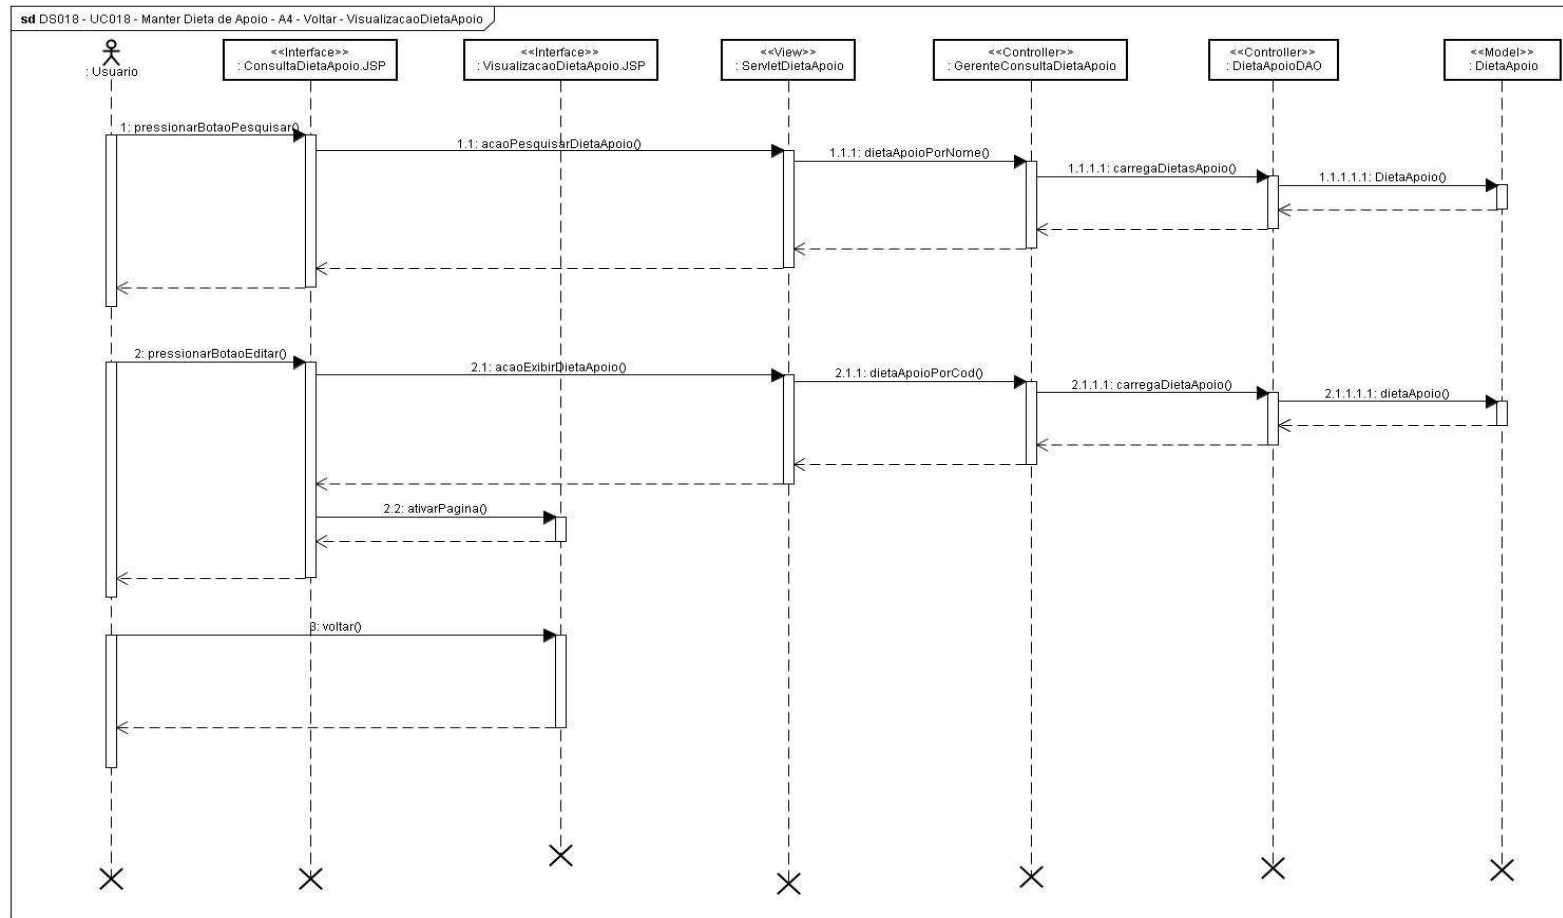 sd DS018 - UC018 - Manter Dieta de Apoio - A4 - Voltar - VisualizacaoDietaApoio
: Usuario
<<Interface>>
: ConsultaDietaApoio.JSP
<<Interface>>
: VisualizacaoDietaApoio.JSP
<<View>>
: ServletDietaApoio
<<Controller>>
: GerenteConsultaDietaApoio
<<Controller>>
: DietaApoioDAO
<<Model>>
: DietaApoio
1: pressionarBotaoPesquisar()
1.1: acaoPesquisarDietaApoio()
1.1.1: dietaApoioPorNome()
1.1.1.1: carregaDietasApoio()
1.1.1.1.1: DietaApoio()
2: pressionarBotaoEditar()
2.1: acaoExibirDietaApoio()
2.1.1: dietaApoioPorCod()
2.1.1.1: carregaDietaApoio()
2.1.1.1.1: dietaApoio()
2.2: ativarPagina()
3: voltar()